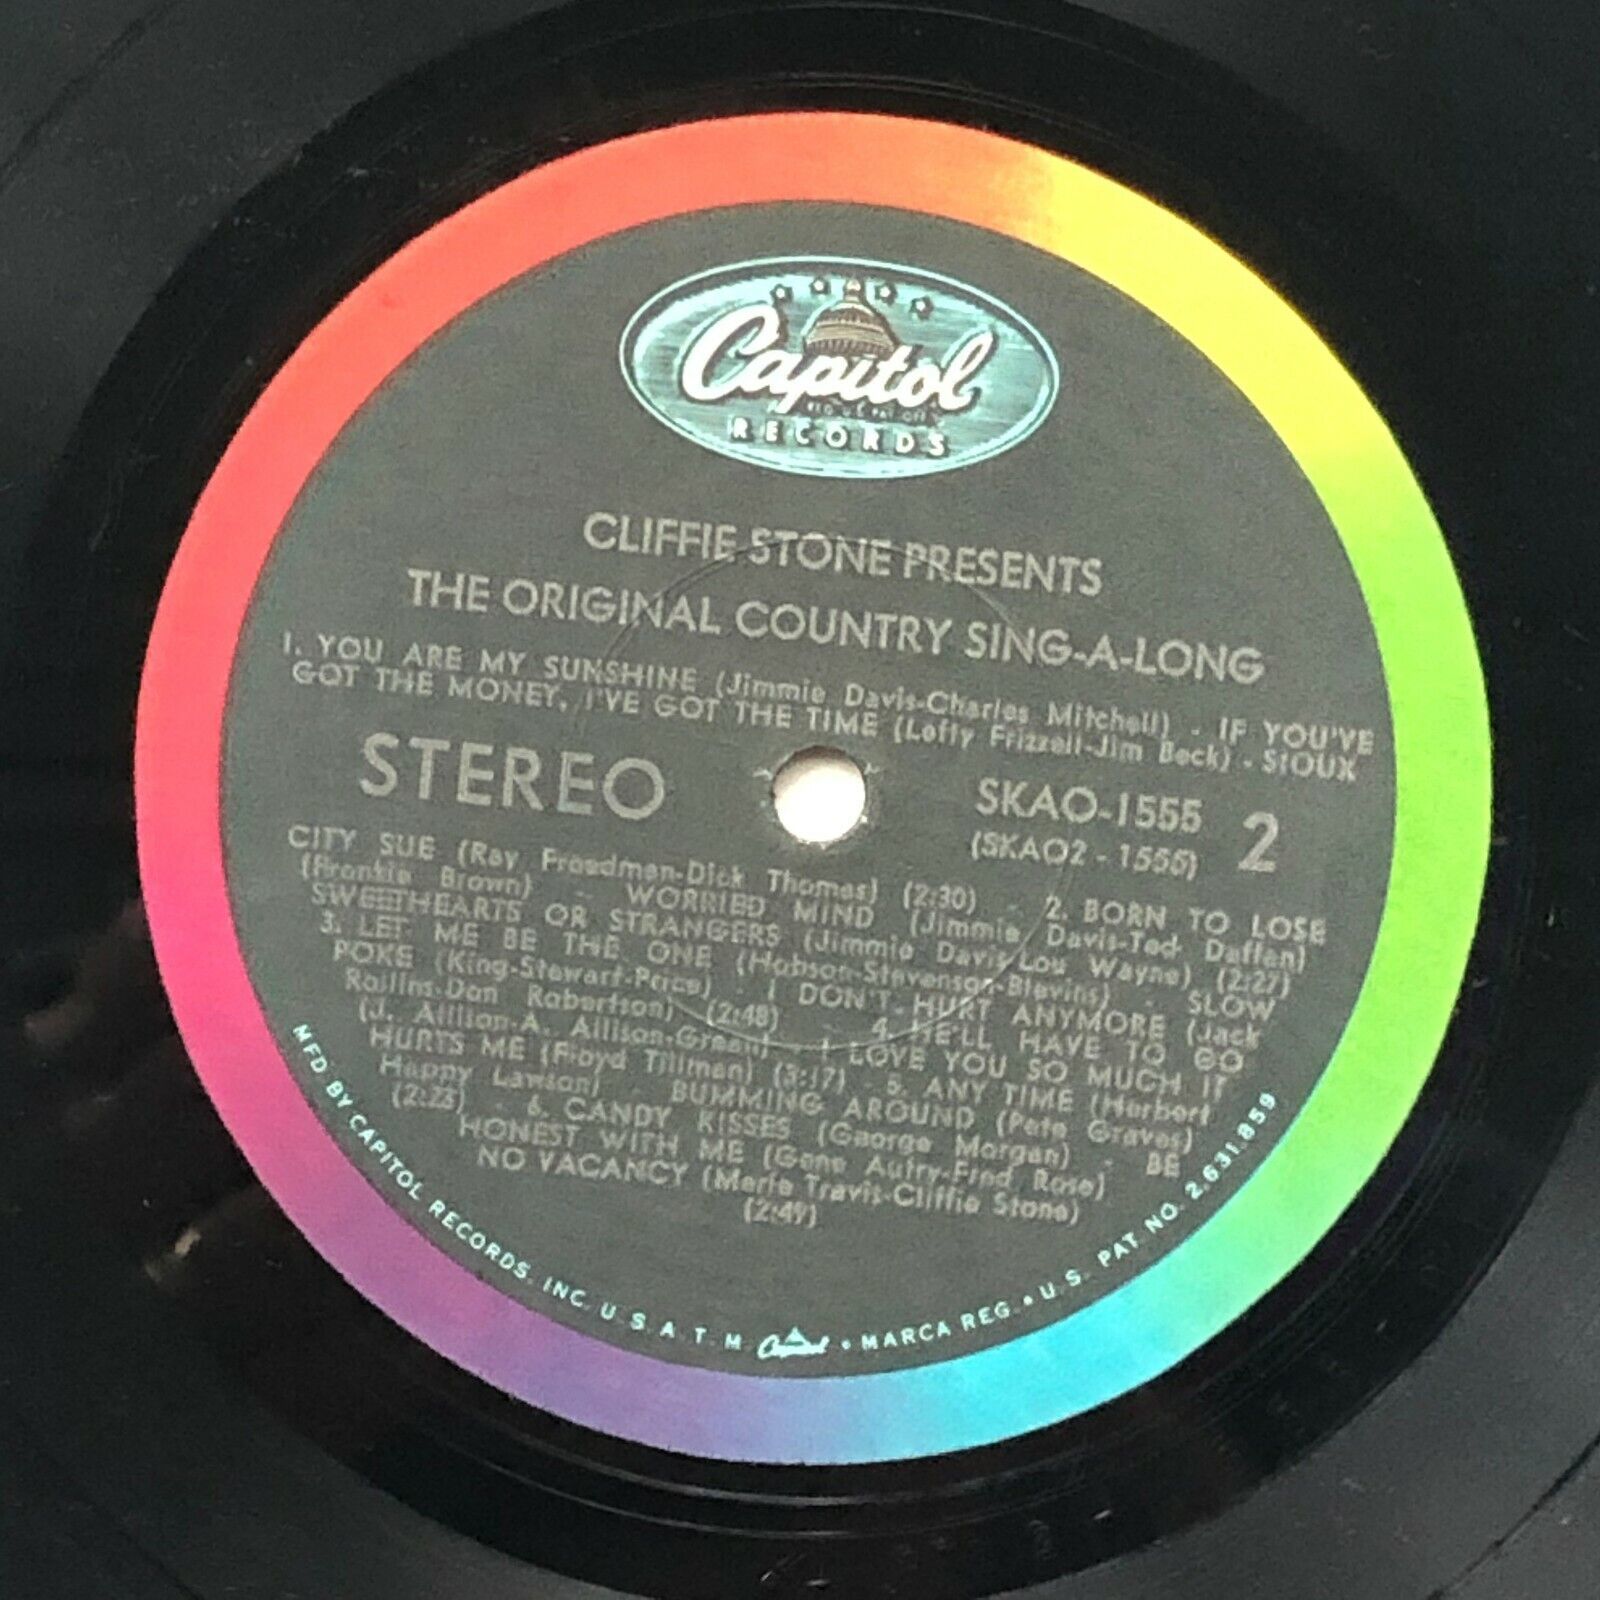 Capitol
REG. U.S. PAT. OFF.
RECORDS
CLIFFIE STONE PRESENTS
THE ORIGINAL COUNTRY SING-A-LONG
1. YOU ARE MY SUNSHINE (Jimmie Davis-Charles Mitchell) - IF YOU'VE
GOT THE MONEY, I'VE GOT THE TIME (Lefty Frizzell-Jim Beck) - SIOUX
STEREO
SKAO-1555
(SKAO2 - 1555)
2
CITY SUE (Ray Freedman-Dick Thomas) (2:30) - 2. BORN TO LOSE
(Frankie Brown) - WORRIED MIND (Jimmie Davis-Ted Daffan)
SWEETHEARTS OR STRANGERS (Jimmie Davis-Lou Wayne) (2:27)
3. LET ME BE THE ONE (Hobson-Stevenson-Blevins) - SLOW
POKE (King-Stewart-Price) - I DON'T HURT ANYMORE (Jack
Rollins-Don Robertson) (2:48) - 4. HE'LL HAVE TO GO
(J. Allison-A. Allison-Green) - I LOVE YOU SO MUCH IT
HURTS ME (Floyd Tillman) (3:17) - 5. ANY TIME (Herbert
Happy Lawson) - BUMMING AROUND (Pete Graves)
(2:23) - 6. CANDY KISSES (George Morgan) - BE
HONEST WITH ME (Gene Autry-Fred Rose)
NO VACANCY (Merle Travis-Cliffie Stone)
(2:49)
MFD BY CAPITOL RECORDS, INC. U.S.A. T.M. Capitol • MARCA REG. • U.S. PAT. NO. 2,631,859